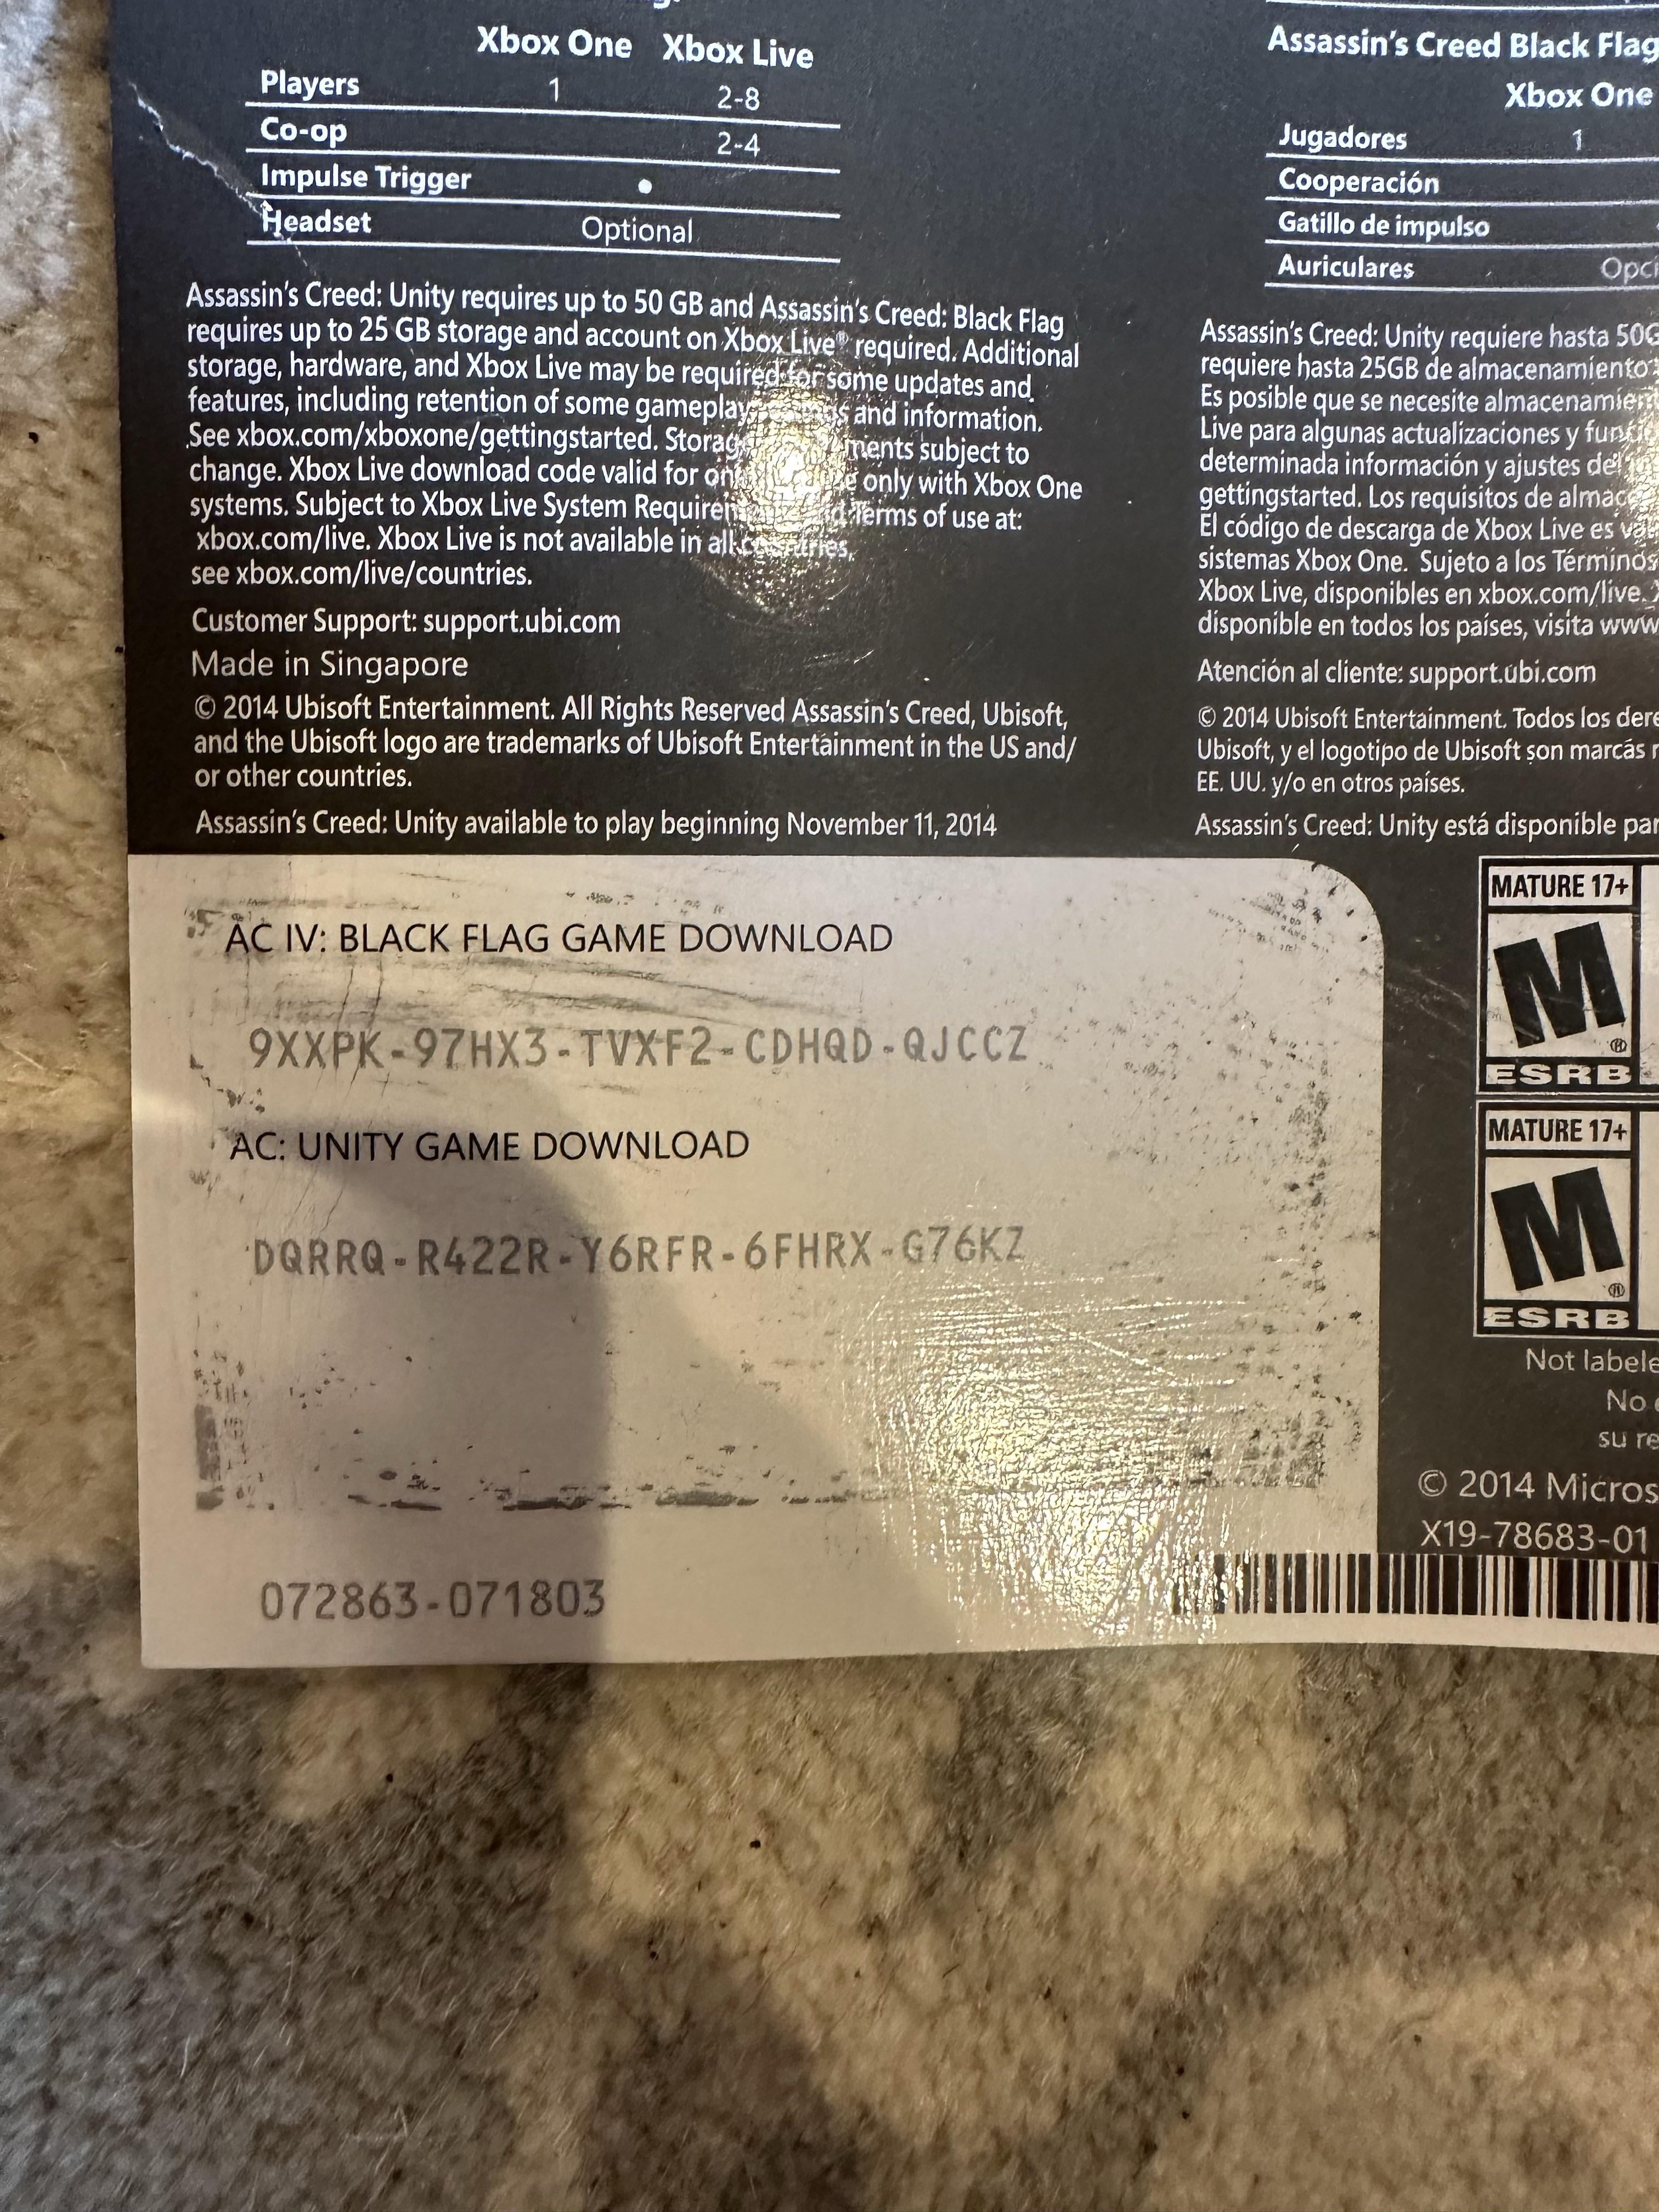 Xbox One Xbox Live
Players 1 2-8
Co-op 2-4
Impulse Trigger •
Headset Optional
Assassin's Creed: Unity requires up to 50 GB and Assassin's Creed: Black Flag
requires up to 25 GB storage and account on Xbox Live® required. Additional
storage, hardware, and Xbox Live may be required for some updates and
features, including retention of some gameplay and information.
See xbox.com/xboxone/gettingstarted. subject to
change. Xbox Live download code valid for only with Xbox One
systems. Subject to Xbox Live System Terms of use at:
xbox.com/live. Xbox Live is not available in all countries,
see xbox.com/live/countries.
Customer Support: support.ubi.com
Made in Singapore
© 2014 Ubisoft Entertainment. All Rights Reserved Assassin's Creed, Ubisoft,
and the Ubisoft logo are trademarks of Ubisoft Entertainment in the US and/
or other countries.
Assassin's Creed: Unity available to play beginning November 11, 2014
Assassin's Creed Black Flag
Xbox One
Jugadores 1
Cooperación
Gatillo de impulso
Auriculares
Assassin's Creed: Unity requiere hasta
requiere hasta 25GB de almacenamiento
Es posible que se necesite
Live para algunas actualizaciones y
determinada información y ajustes de
gettingstarted. Los requisitos de
El código de descarga de Xbox Live es
sistemas Xbox One. Sujeto a los Términos
Xbox Live, disponibles en xbox.com/live.
disponible en todos los países, visita
Atención al cliente: support.ubi.com
© 2014 Ubisoft Entertainment. Todos los
Ubisoft, y el logotipo de Ubisoft son marcas
EE. UU. y/o en otros países.
Assassin's Creed: Unity está disponible
AC IV: BLACK FLAG GAME DOWNLOAD
9XXPK-97HX3-TVXF2-CDHQD-QJCCZ
AC: UNITY GAME DOWNLOAD
DQRRQ-R422R-Y6RFR-6FHRX-G76KZ
072863-071803
MATURE 17+
M
®
ESRB
MATURE 17+
M
®
ESRB
Not
No
su
© 2014
X19-78683-01